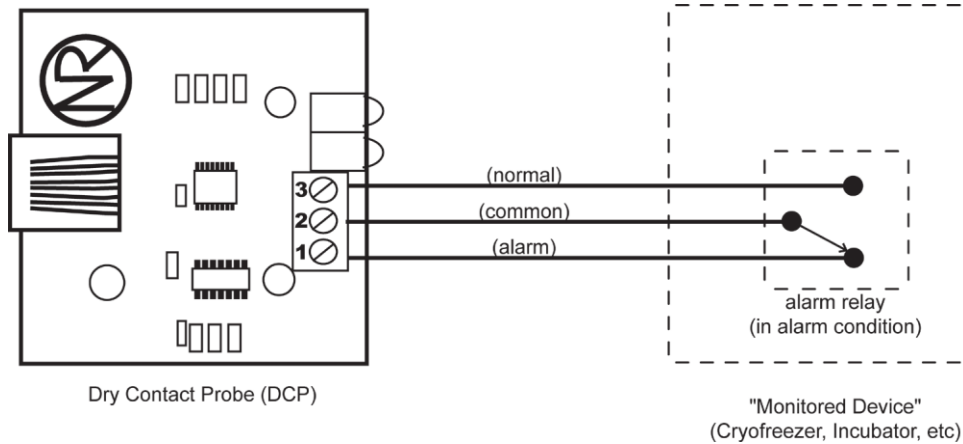 NR
3
(normal)
2
(common)
1
(alarm)
alarm relay
(in alarm condition)
Dry Contact Probe (DCP)
"Monitored Device"
(Cryofreezer, Incubator, etc)